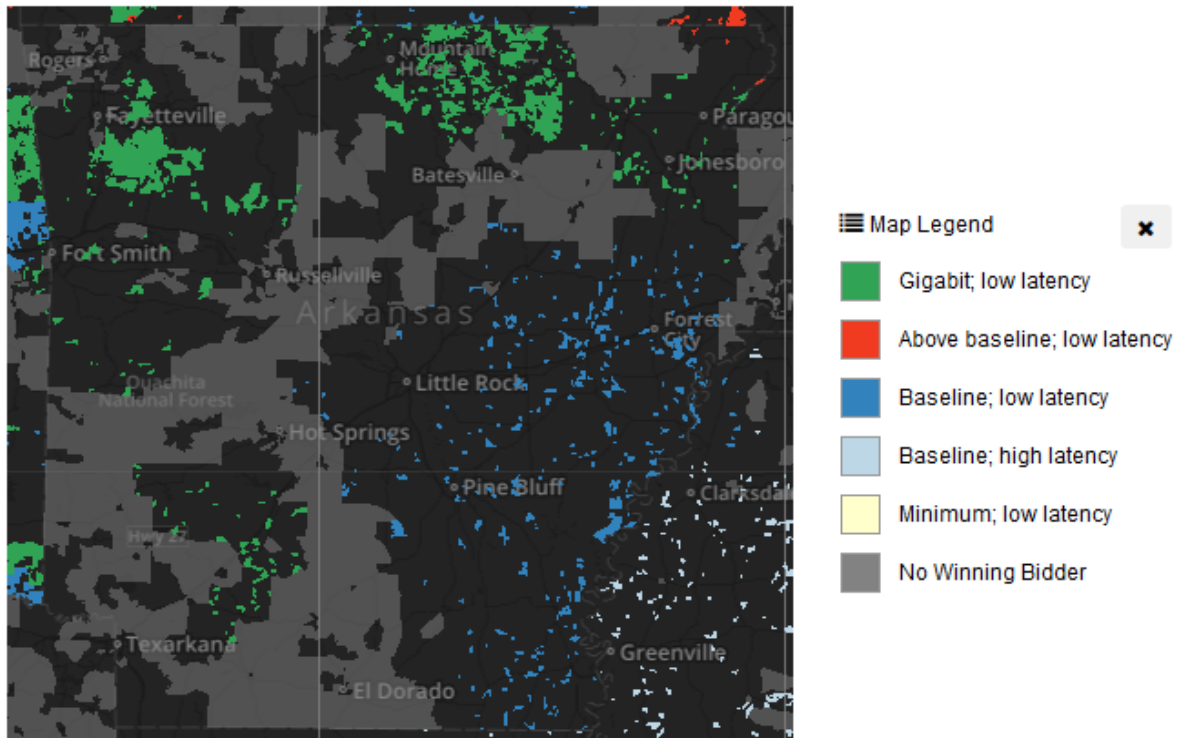 Rogers
Mountain
Home
Fayetteville
Paragou
Jonesboro
Batesville
Fort Smith
Russellville
Arkansas
Forrest
City
Little Rock
Ouachita
National Forest
Hot Springs
Pine Bluff
Clarksdal
Hwy 27
Texarkana
Greenville
El Dorado
Map Legend
Gigabit; low latency
Above baseline; low latency
Baseline; low latency
Baseline; high latency
Minimum; low latency
No Winning Bidder